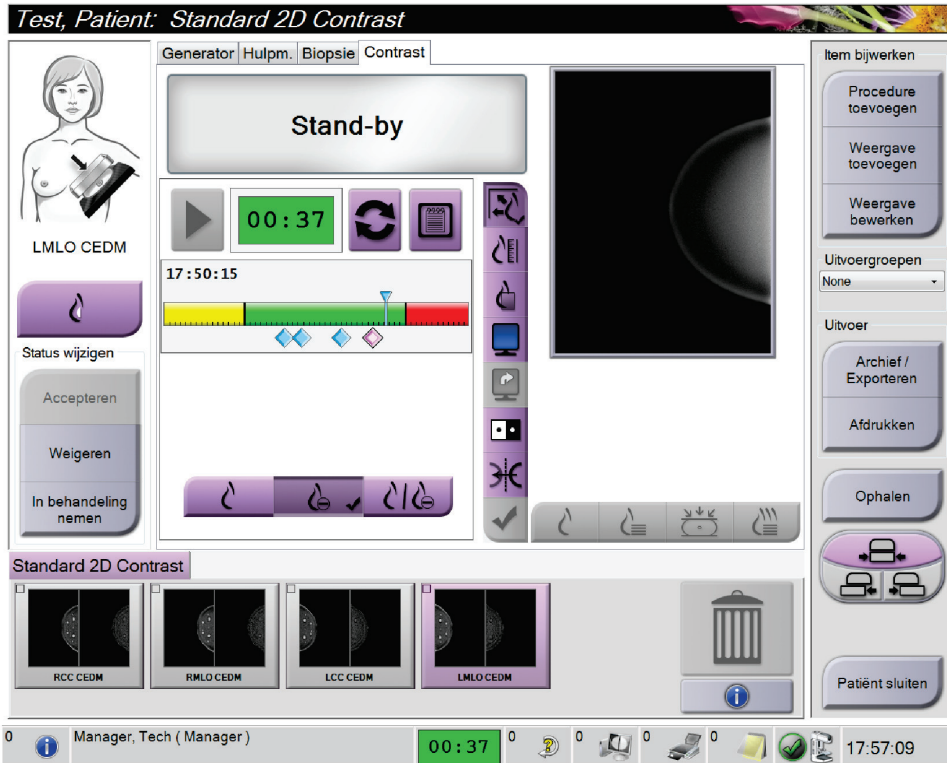 Test, Patient: Standard 2D Contrast
LMLO CEDM
Status wijzigen
Accepteren
Weigeren
In behandeling
nemen
Generator
Hulpm.
Biopsie
Contrast
Stand-by
00:37
17:50:15
Item bijwerken
Procedure
toevoegen
Weergave
toevoegen
Weergave
bewerken
Uitvoergroepen
None
Uitvoer
Archief /
Exporteren
Afdrukken
Ophalen
Patiënt sluiten
Standard 2D Contrast
RCC CEDM
RMLO CEDM
LCC CEDM
LMLO CEDM
0
Manager, Tech ( Manager )
00:37
0
0
0
0
17:57:09